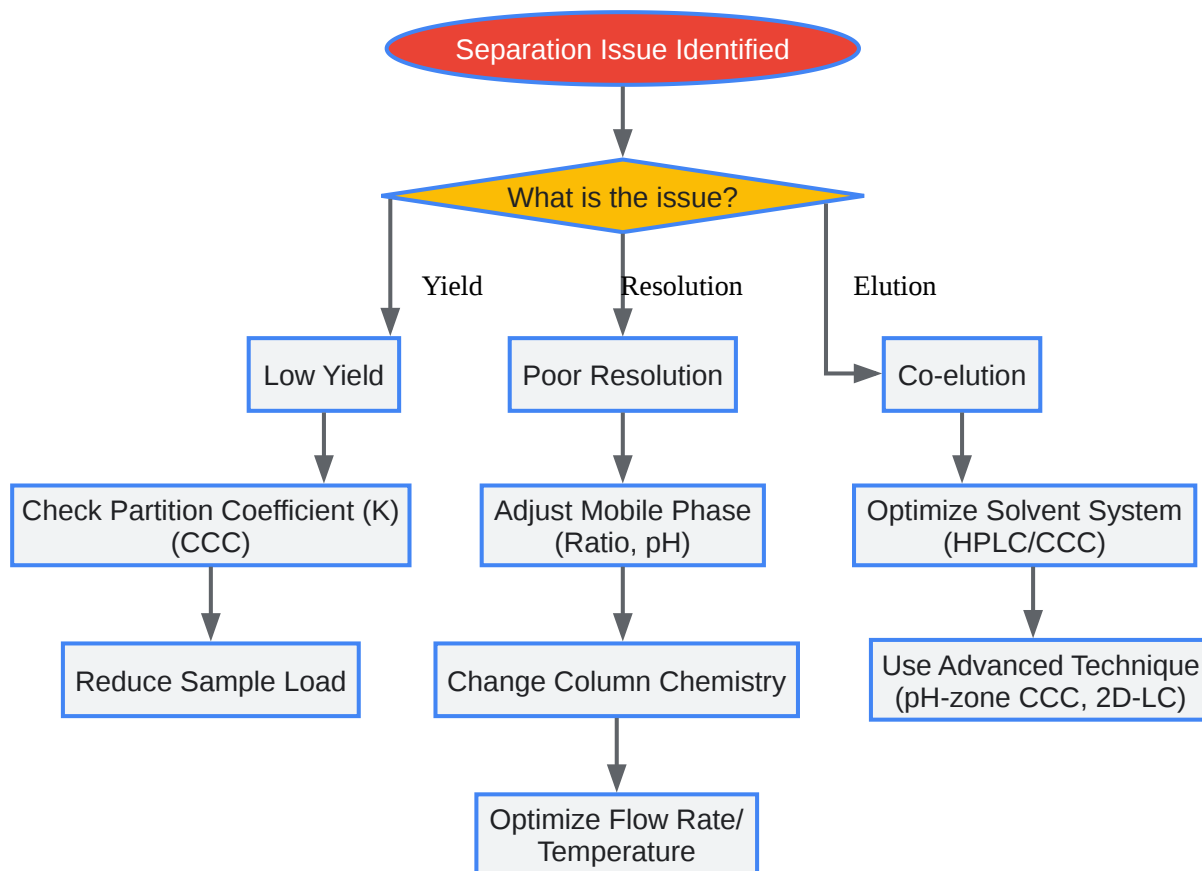 Separation Issue Identified
What is the issue?
Yield
Resolution
Elution
Low Yield
Poor Resolution
Co-elution
Check Partition Coefficient (K)
(CCC)
Adjust Mobile Phase
(Ratio, pH)
Optimize Solvent System
(HPLC/CCC)
Reduce Sample Load
Change Column Chemistry
Use Advanced Technique
(pH-zone CCC, 2D-LC)
Optimize Flow Rate/
Temperature